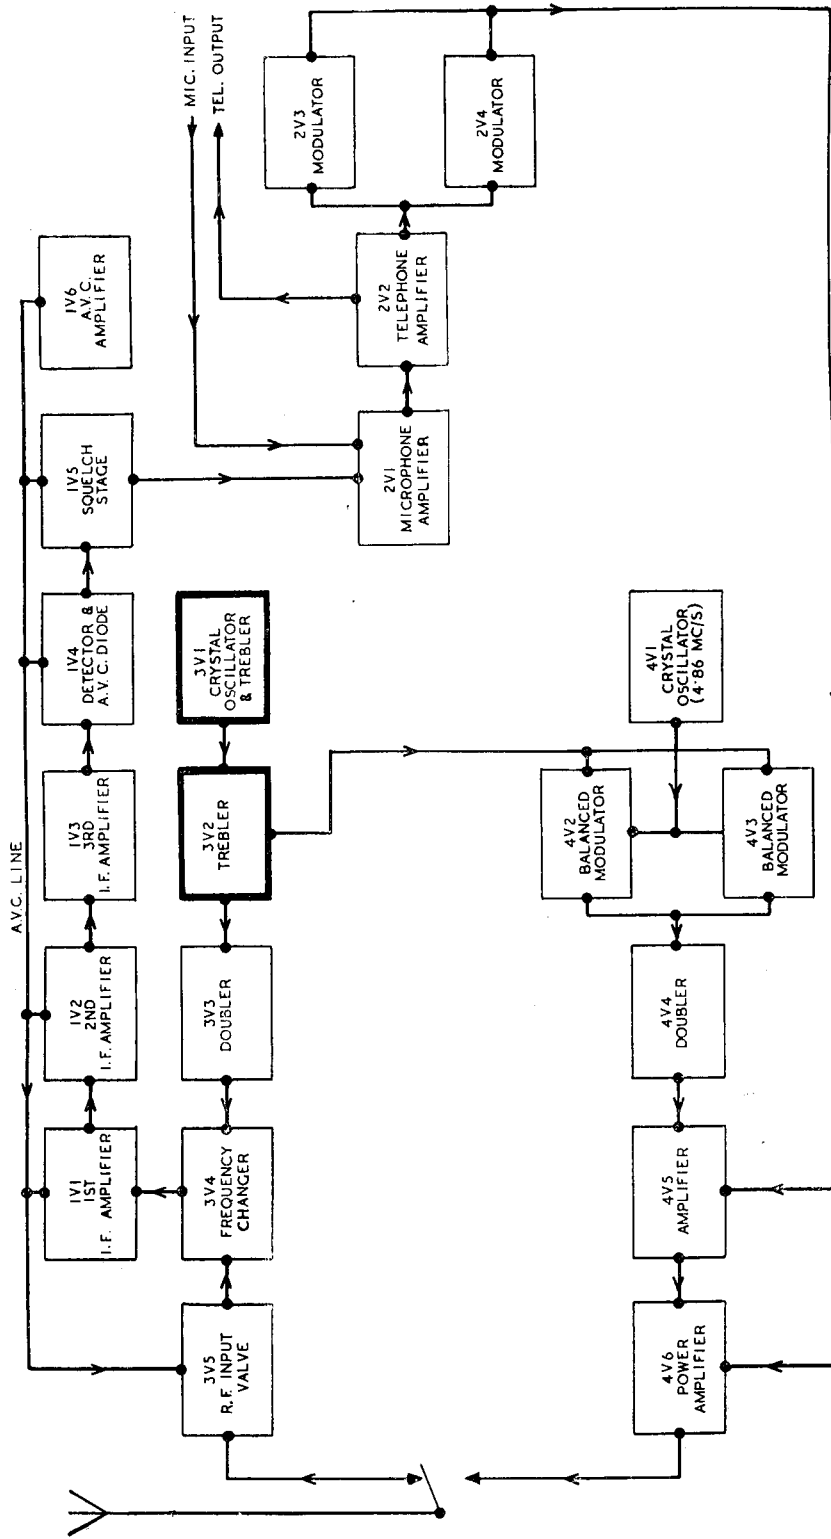 A.V.C. LINE
1V1
1ST
I.F. AMPLIFIER
1V2
2ND
I.F. AMPLIFIER
1V3
3RD
I.F. AMPLIFIER
1V4
DETECTOR &
A.V.C. DIODE
1V5
SQUELCH
STAGE
1V6
A.V.C.
AMPLIFIER
3V5
R.F. INPUT
VALVE
3V4
FREQUENCY
CHANGER
3V3
DOUBLER
3V2
TREBLER
3V1
CRYSTAL
OSCILLATOR
& TREBLER
MIC. INPUT
TEL. OUTPUT
2V1
MICROPHONE
AMPLIFIER
2V2
TELEPHONE
AMPLIFIER
2V3
MODULATOR
2V4
MODULATOR
4V6
POWER
AMPLIFIER
4V5
AMPLIFIER
4V4
DOUBLER
4V2
BALANCED
MODULATOR
4V3
BALANCED
MODULATOR
4V1
CRYSTAL
OSCILLATOR
(4·86 MC/S)